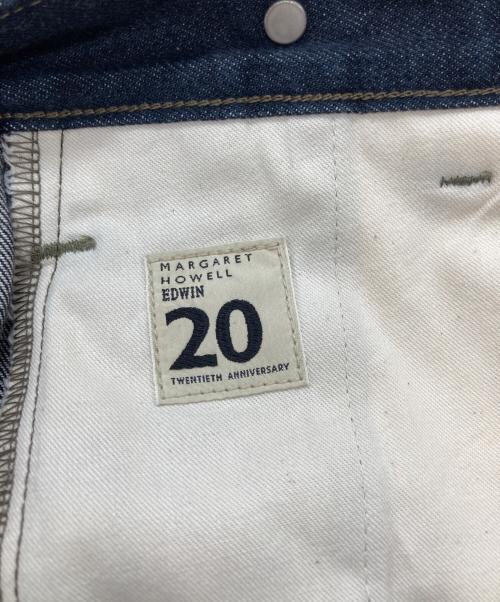 MARGARET
HOWELL
EDWIN
20
TWENTIETH ANNIVERSARY